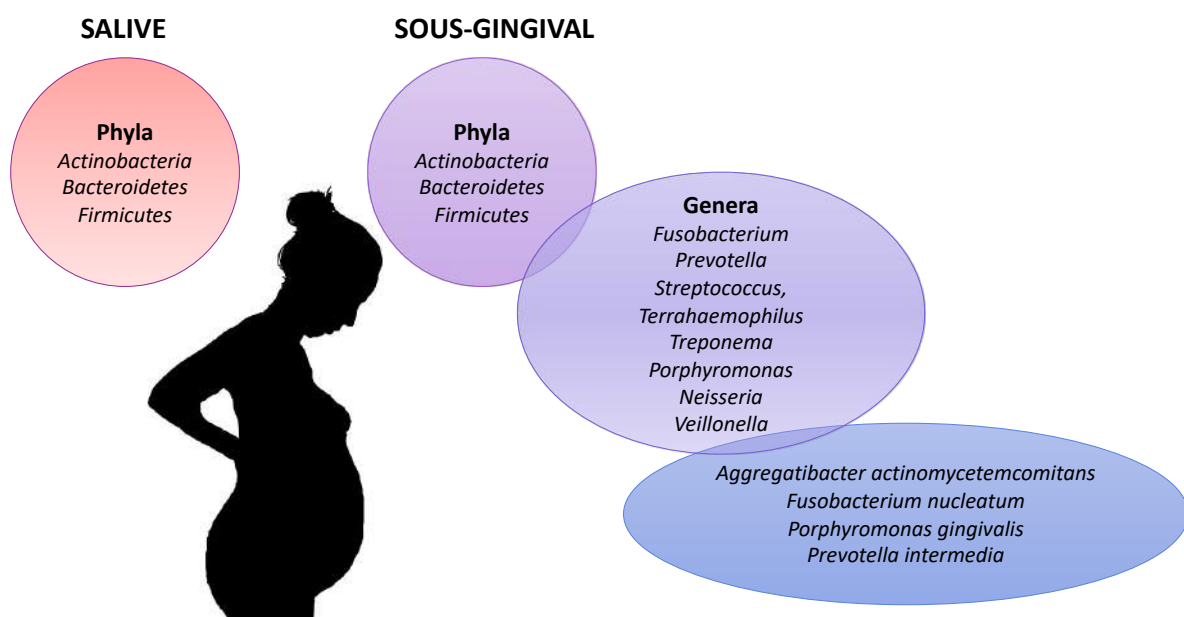 SALIVE
Phyla
Actinobacteria
Bacteroidetes
Firmicutes
SOUS-GINGIVAL
Phyla
Actinobacteria
Bacteroidetes
Firmicutes
Genera
Fusobacterium
Prevotella
Streptococcus,
Terrahaemophilus
Treponema
Porphyromonas
Neisseria
Veillonella
Aggregatibacter actinomycetemcomitans
Fusobacterium nucleatum
Porphyromonas gingivalis
Prevotella intermedia